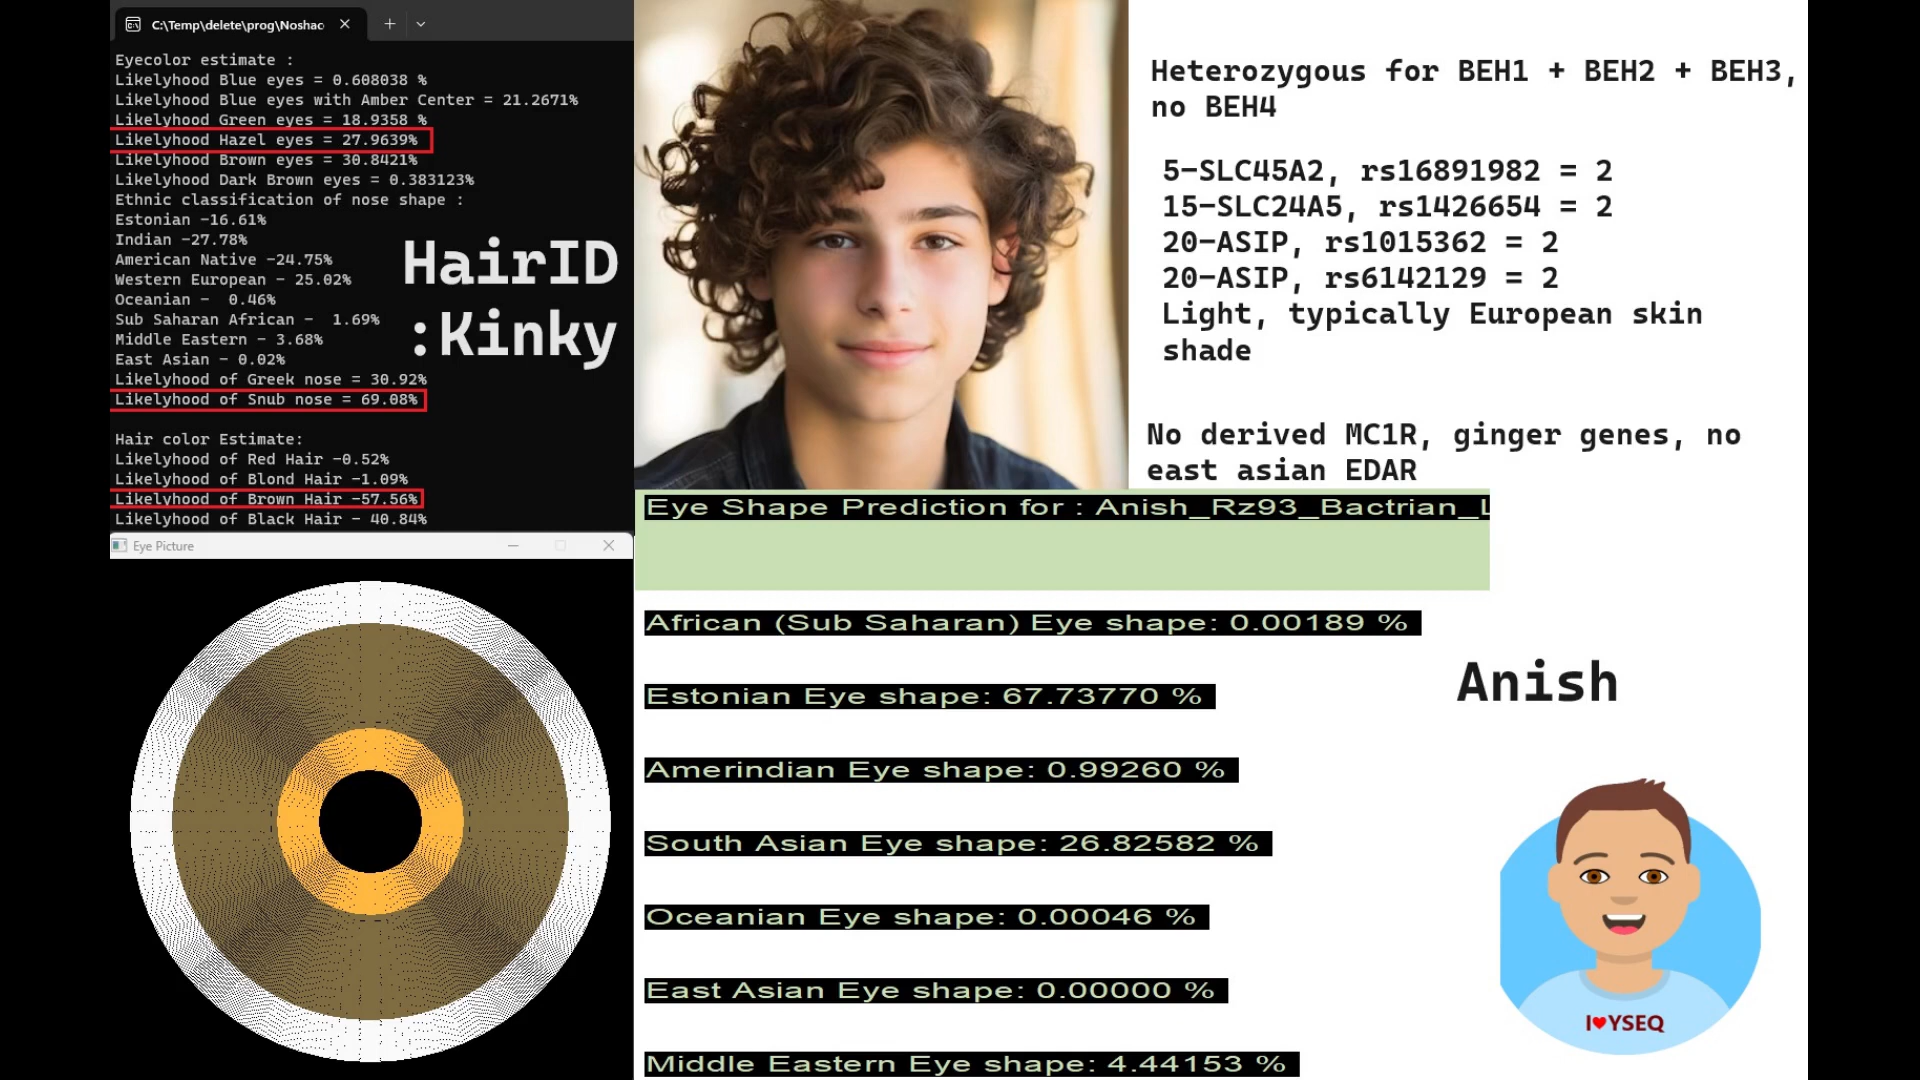 C:\Temp\delete\prog\Noshac
Eyecolor estimate :
Likelyhood Blue eyes = 0.608038 %
Likelyhood Blue eyes with Amber Center = 21.2671%
Likelyhood Green eyes = 18.9358 %
Likelyhood Hazel eyes = 27.9639%
Likelyhood Brown eyes = 30.8421%
Likelyhood Dark Brown eyes = 0.383123%
Ethnic classification of nose shape :
Estonian -16.61%
Indian -27.78%
American Native -24.75%
Western European - 25.02%
Oceanian -  0.46%
Sub Saharan African -  1.69%
Middle Eastern - 3.68%
East Asian - 0.02%
Likelyhood of Greek nose = 30.92%
Likelyhood of Snub nose = 69.08%
Hair color Estimate:
Likelyhood of Red Hair -0.52%
Likelyhood of Blond Hair -1.09%
Likelyhood of Brown Hair -57.56%
Likelyhood of Black Hair - 40.84%
HairID
:Kinky
Eye Picture
Heterozygous for BEH1 + BEH2 + BEH3,
no BEH4
5-SLC45A2, rs16891982 = 2
15-SLC24A5, rs1426654 = 2
20-ASIP, rs1015362 = 2
20-ASIP, rs6142129 = 2
Light, typically European skin
shade
No derived MC1R, ginger genes, no
east asian EDAR
Eye Shape Prediction for : Anish_Rz93_Bactrian_L
African (Sub Saharan) Eye shape: 0.00189 %
Estonian Eye shape: 67.73770 %
Amerindian Eye shape: 0.99260 %
South Asian Eye shape: 26.82582 %
Oceanian Eye shape: 0.00046 %
East Asian Eye shape: 0.00000 %
Middle Eastern Eye shape: 4.44153 %
Anish
I♥YSEQ